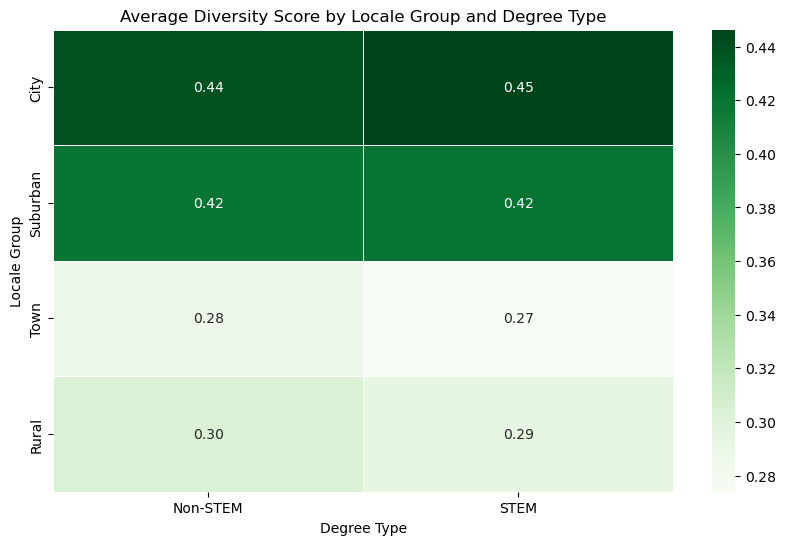 Average Diversity Score by Locale Group and Degree Type
Locale Group
City
0.44
0.45
Suburban
0.42
0.42
Town
0.28
0.27
Rural
0.30
0.29
Non-STEM
STEM
Degree Type
0.44
0.42
0.40
0.38
0.36
0.34
0.32
0.30
0.28